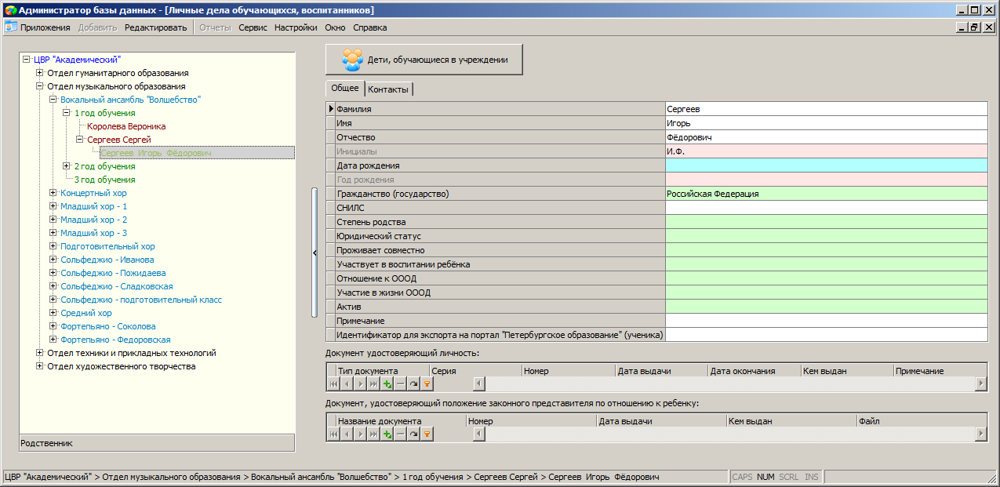 Администратор базы данных - [Личные дела обучающихся, воспитанников]
Приложения Добавить Редактировать Отчеты Сервис Настройки Окно Справка
ЦВР "Академический"
Отдел гуманитарного образования
Отдел музыкального образования
Вокальный ансамбль "Волшебство"
1 год обучения
Королева Вероника
Сергеев Сергей
Сергеев Игорь Фёдорович
2 год обучения
3 год обучения
Концертный хор
Младший хор - 1
Младший хор - 2
Младший хор - 3
Подготовительный хор
Сольфеджио - Иванова
Сольфеджио - Пожидаева
Сольфеджио - Сладковская
Сольфеджио - подготовительный класс
Средний хор
Фортепьяно - Соколова
Фортепьяно - Федоровская
Отдел техники и прикладных технологий
Отдел художественного творчества
Родственник
Дети, обучающиеся в учреждении
Общее Контакты
Фамилия Сергеев
Имя Игорь
Отчество Фёдорович
Инициалы И.Ф.
Дата рождения
Год рождения
Гражданство (государство) Российская Федерация
СНИЛС
Степень родства
Юридический статус
Проживает совместно
Участвует в воспитании ребёнка
Отношение к ОООД
Участие в жизни ОООД
Актив
Примечание
Идентификатор для экспорта на портал "Петербургское образование" (ученика)
Документ удостоверяющий личность:
Тип документа Серия Номер Дата выдачи Дата окончания Кем выдан Примечание
Документ, удостоверяющий положение законного представителя по отношению к ребенку:
Название документа Номер Дата выдачи Кем выдан Файл
ЦВР "Академический" > Отдел музыкального образования > Вокальный ансамбль "Волшебство" > 1 год обучения > Сергеев Сергей > Сергеев Игорь Фёдорович CAPS NUM SCRL INS